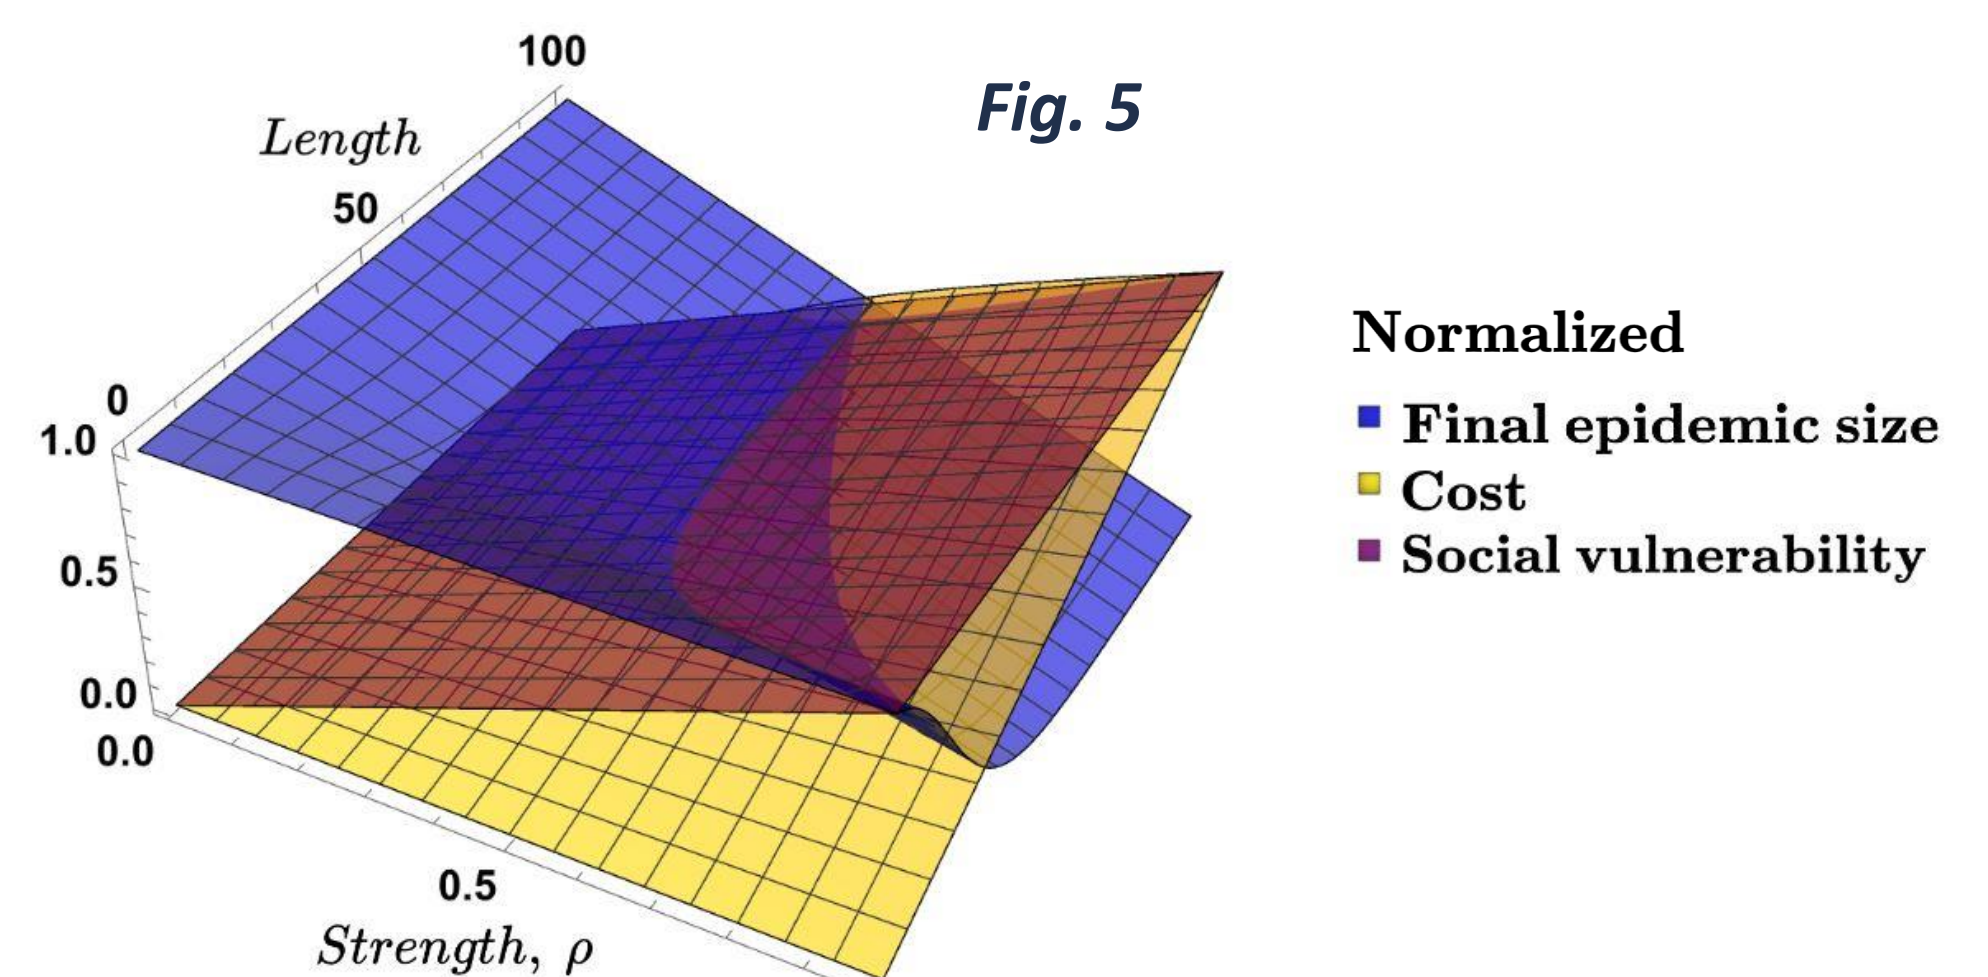 Fig. 5
100
Length
50
0
1.0
0.5
0.0
0.0
0.5
Strength, ρ
Normalized
Final epidemic size
Cost
Social vulnerability